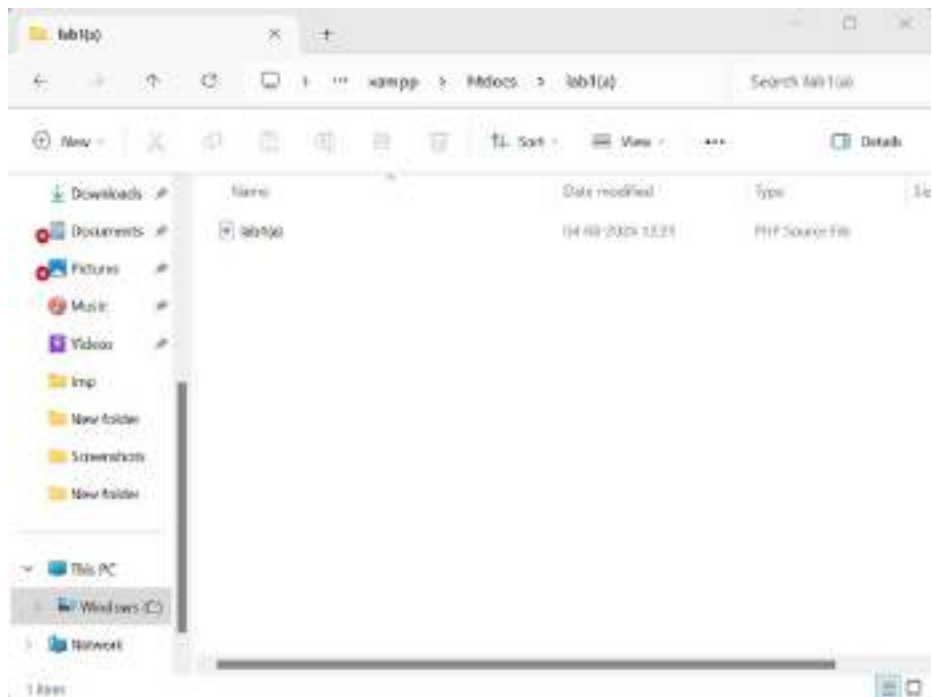 lab1(a)
xampp > htdocs > lab1(a)
Search lab1(a)
New
Sort
View
Details
Name
Date modified
Type
Downloads
Documents
Pictures
Music
Videos
Imp
New folder
Screenshots
New folder
lab1(a)
PHP Source File
This PC
Windows (C:)
Network
1 item